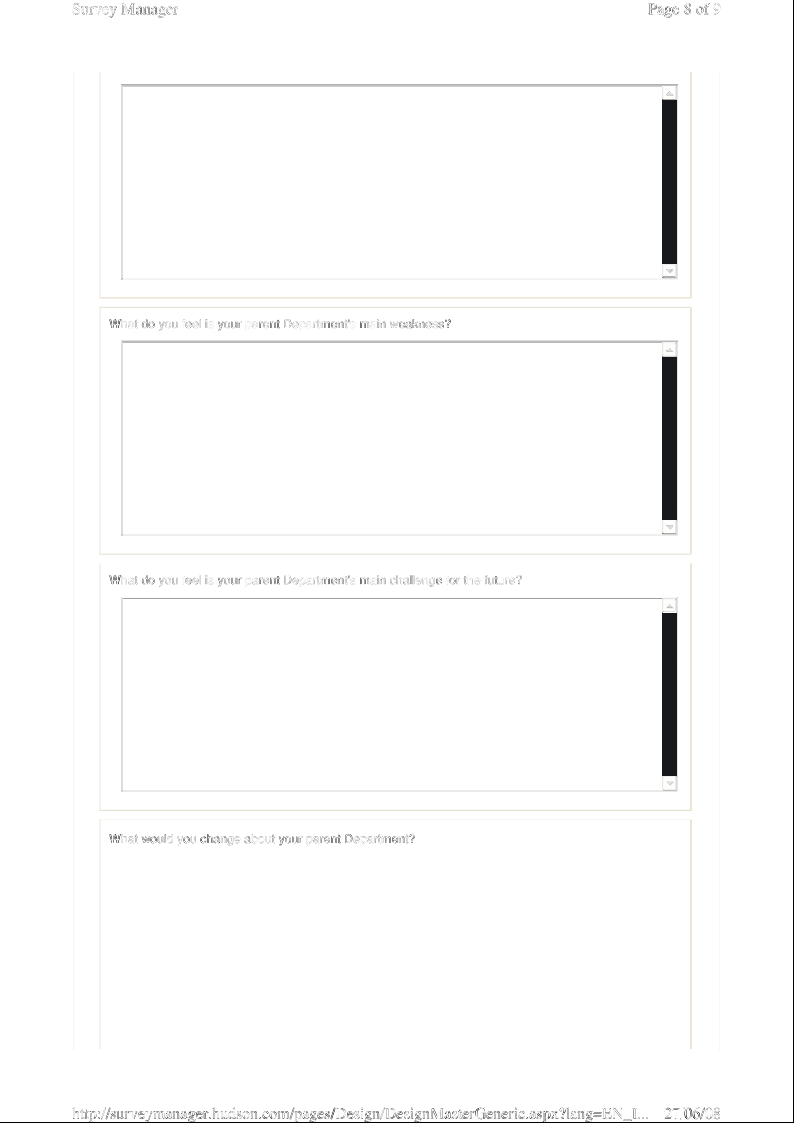 Survey Manager
Page 8 of 9
What do you feel is your parent Department's main weakness?
What do you feel is your parent Department's main challenge for the future?
What would you change about your parent Department?
http://surveymanager.hudson.com/pages/Design/DesignMasterGeneric.aspx?lang=EN_I... 27/06/08